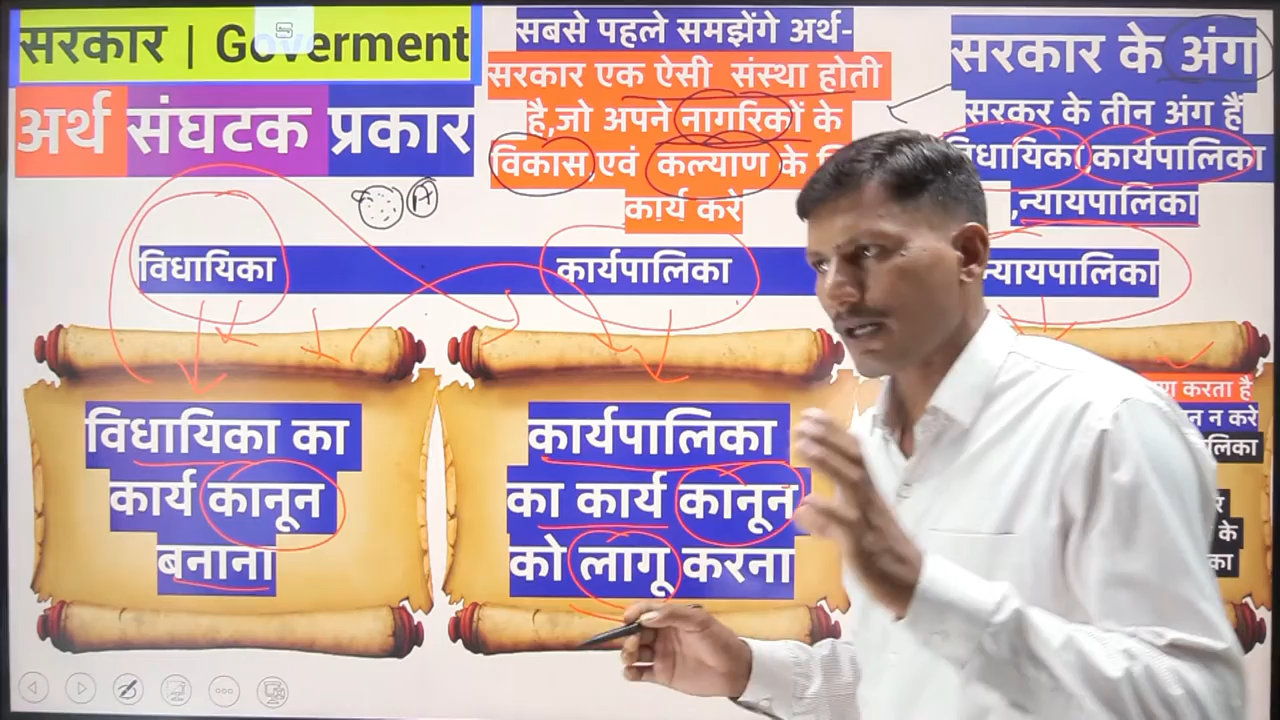 सरकार | Goverment
अर्थ संघटक प्रकार
सबसे पहले समझेंगे अर्थ-
सरकार एक ऐसी संस्था होती
है,जो अपने नागरिकों के
विकास,एवं कल्याण के
कार्य करे
सरकार के अंग
सरकर के तीन अंग हैं
विधायिका,कार्यपालिका
,न्यायपालिका
विधायिका
कार्यपालिका
न्यायपालिका
विधायिका का
कार्य कानून
बनाना
कार्यपालिका
का कार्य कानून
को लागू करना
करता है
न करे
A